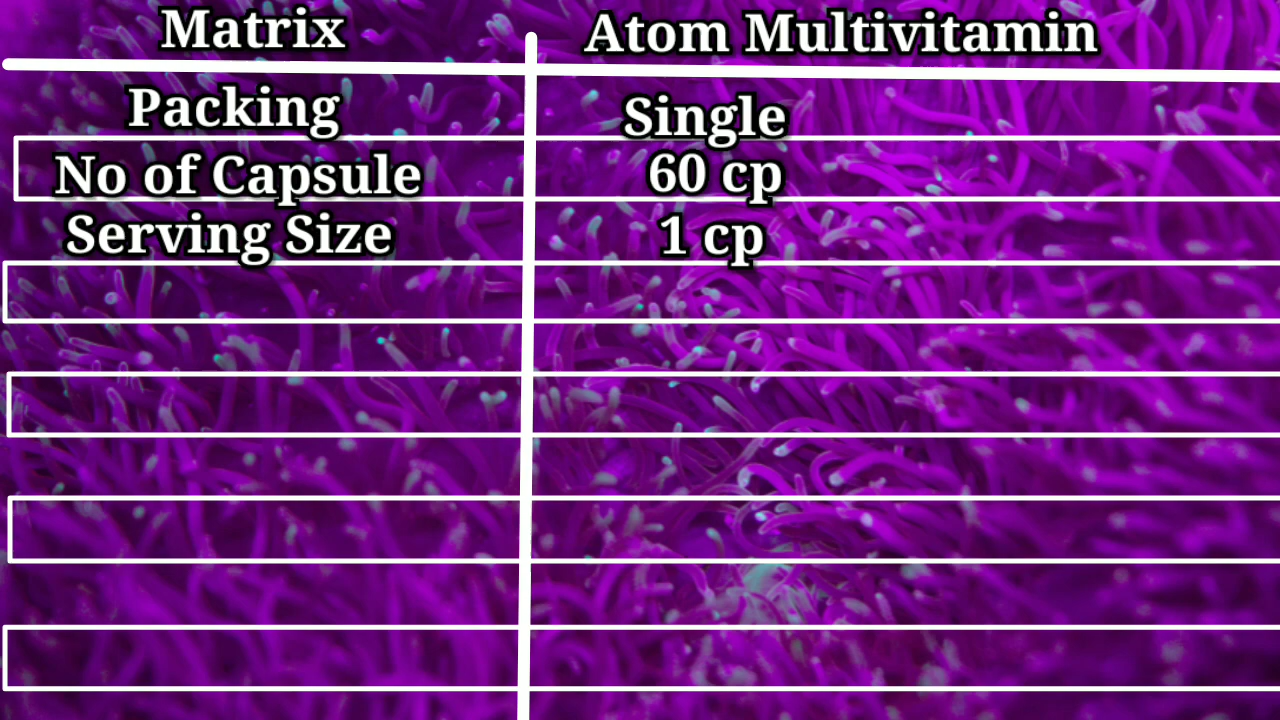 Matrix Atom Multivitamin
Packing Single
No of Capsule 60 cp
Serving Size 1 cp